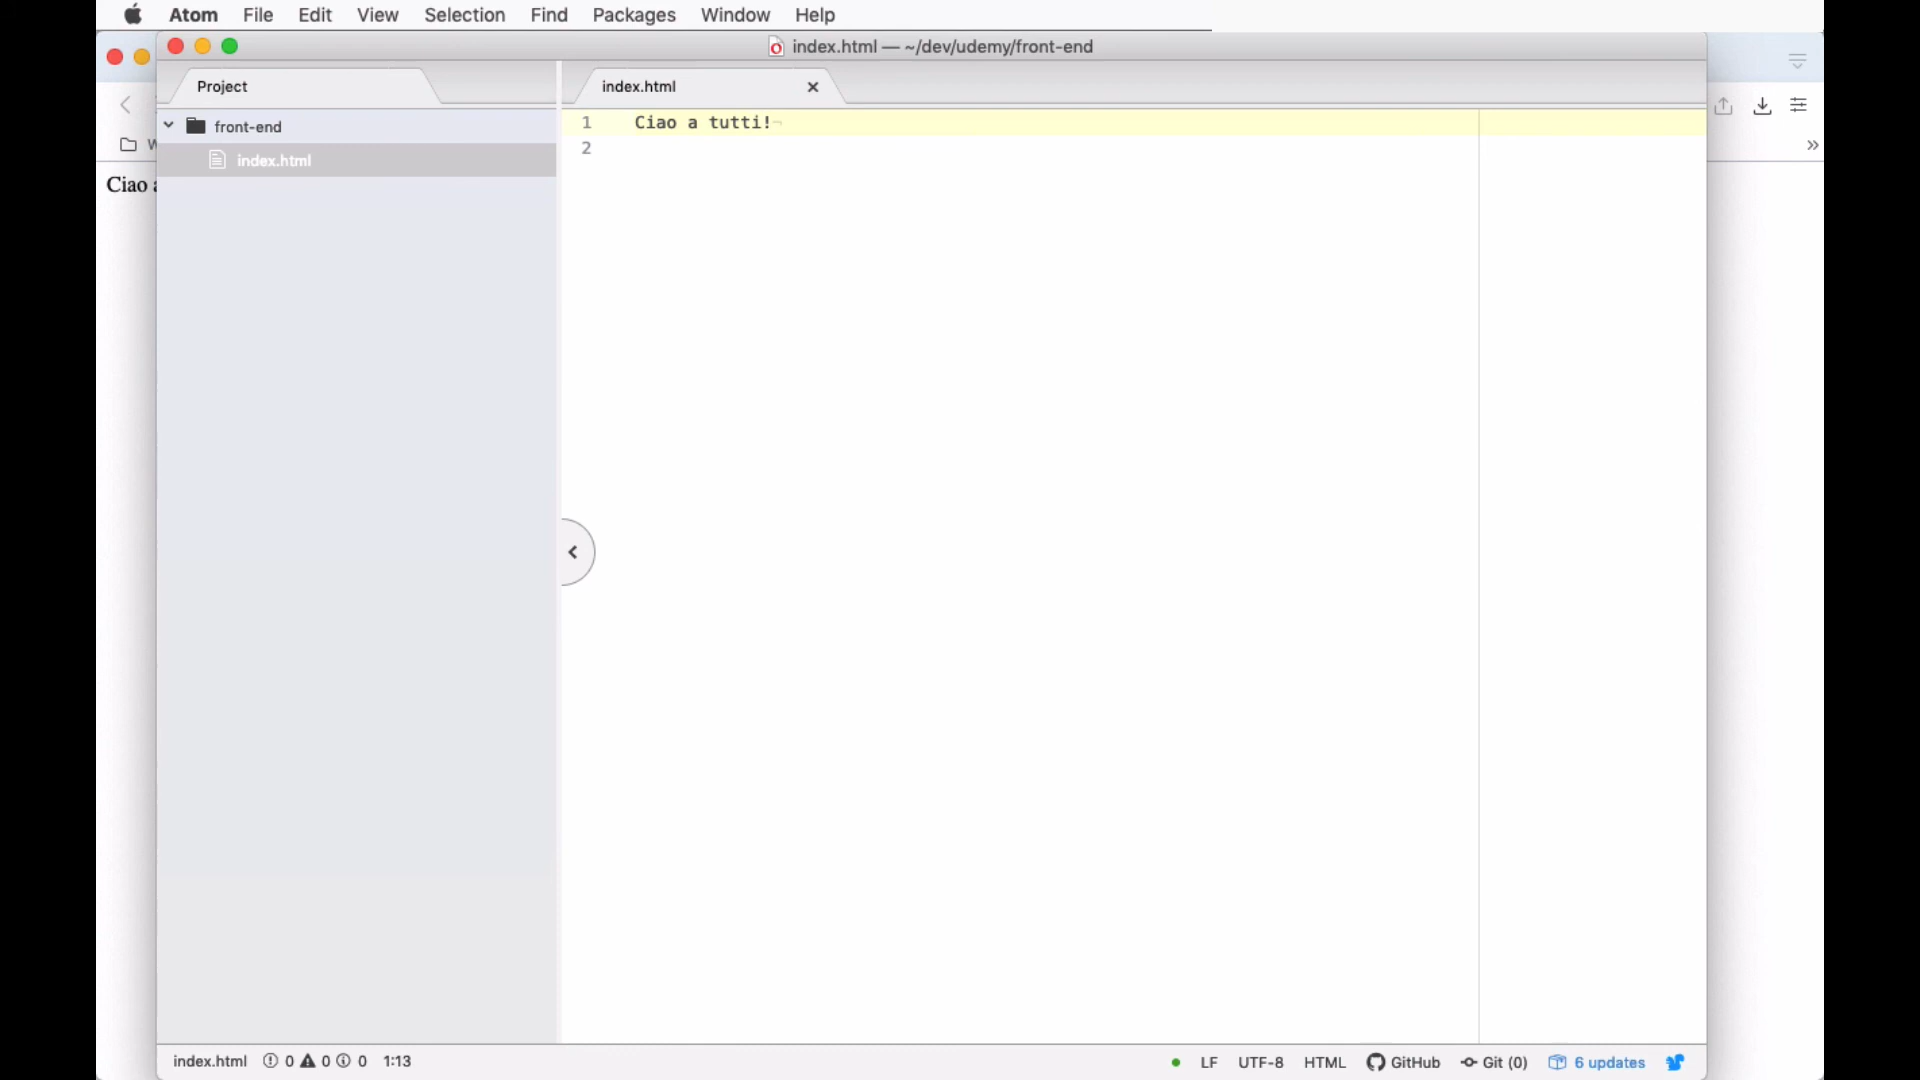 Atom File Edit View Selection Find Packages Window Help
index.html — ~/dev/udemy/front-end
Project
index.html
front-end
index.html
1 Ciao a tutti!¬
2
Ciao
index.html 0 0 0 1:13
LF UTF-8 HTML GitHub Git (0) 6 updates